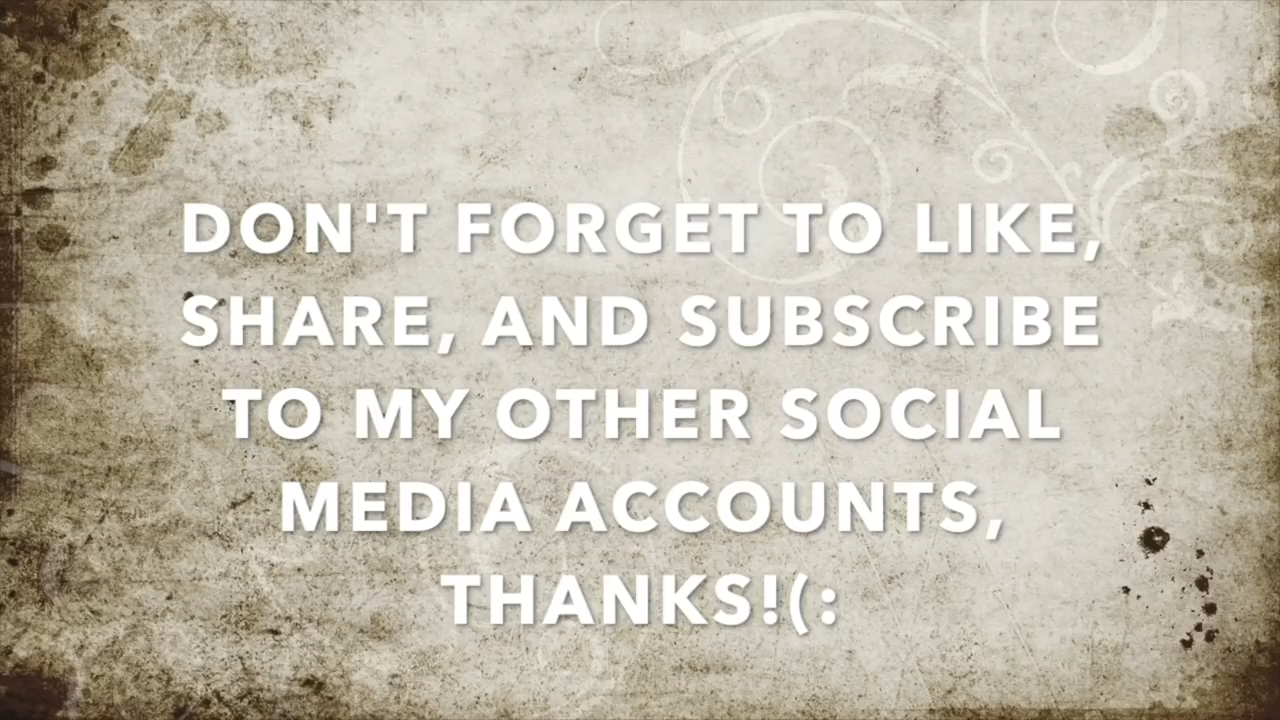 DON'T FORGET TO LIKE,
SHARE, AND SUBSCRIBE
TO MY OTHER SOCIAL
MEDIA ACCOUNTS,
THANKS!(: